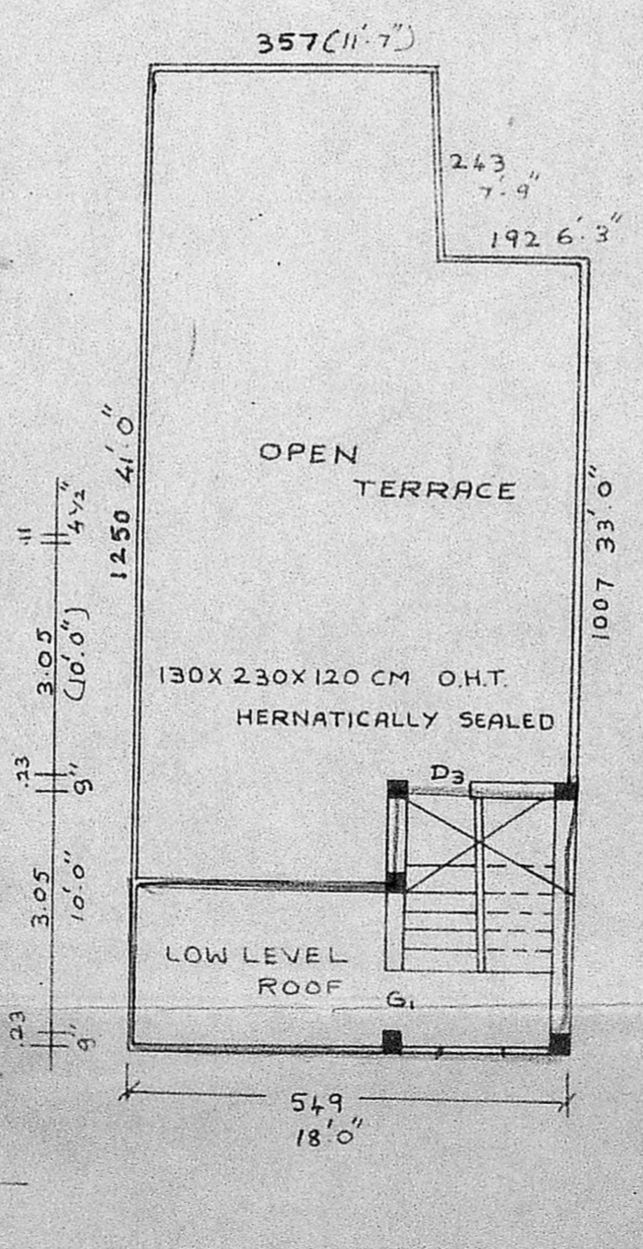 357(11'·7")
243
7'·9"
192 6'·3"
1250 41'·0"
OPEN
TERRACE
1007 33'·0"
.11
4½"
3.05
(10'.0")
130X 230X 120 CM O.H.T.
HERNATICALLY SEALED
.23
9"
D3
3.05
10'.0"
LOW LEVEL
ROOF
G1
.23
9"
549
18'.0"